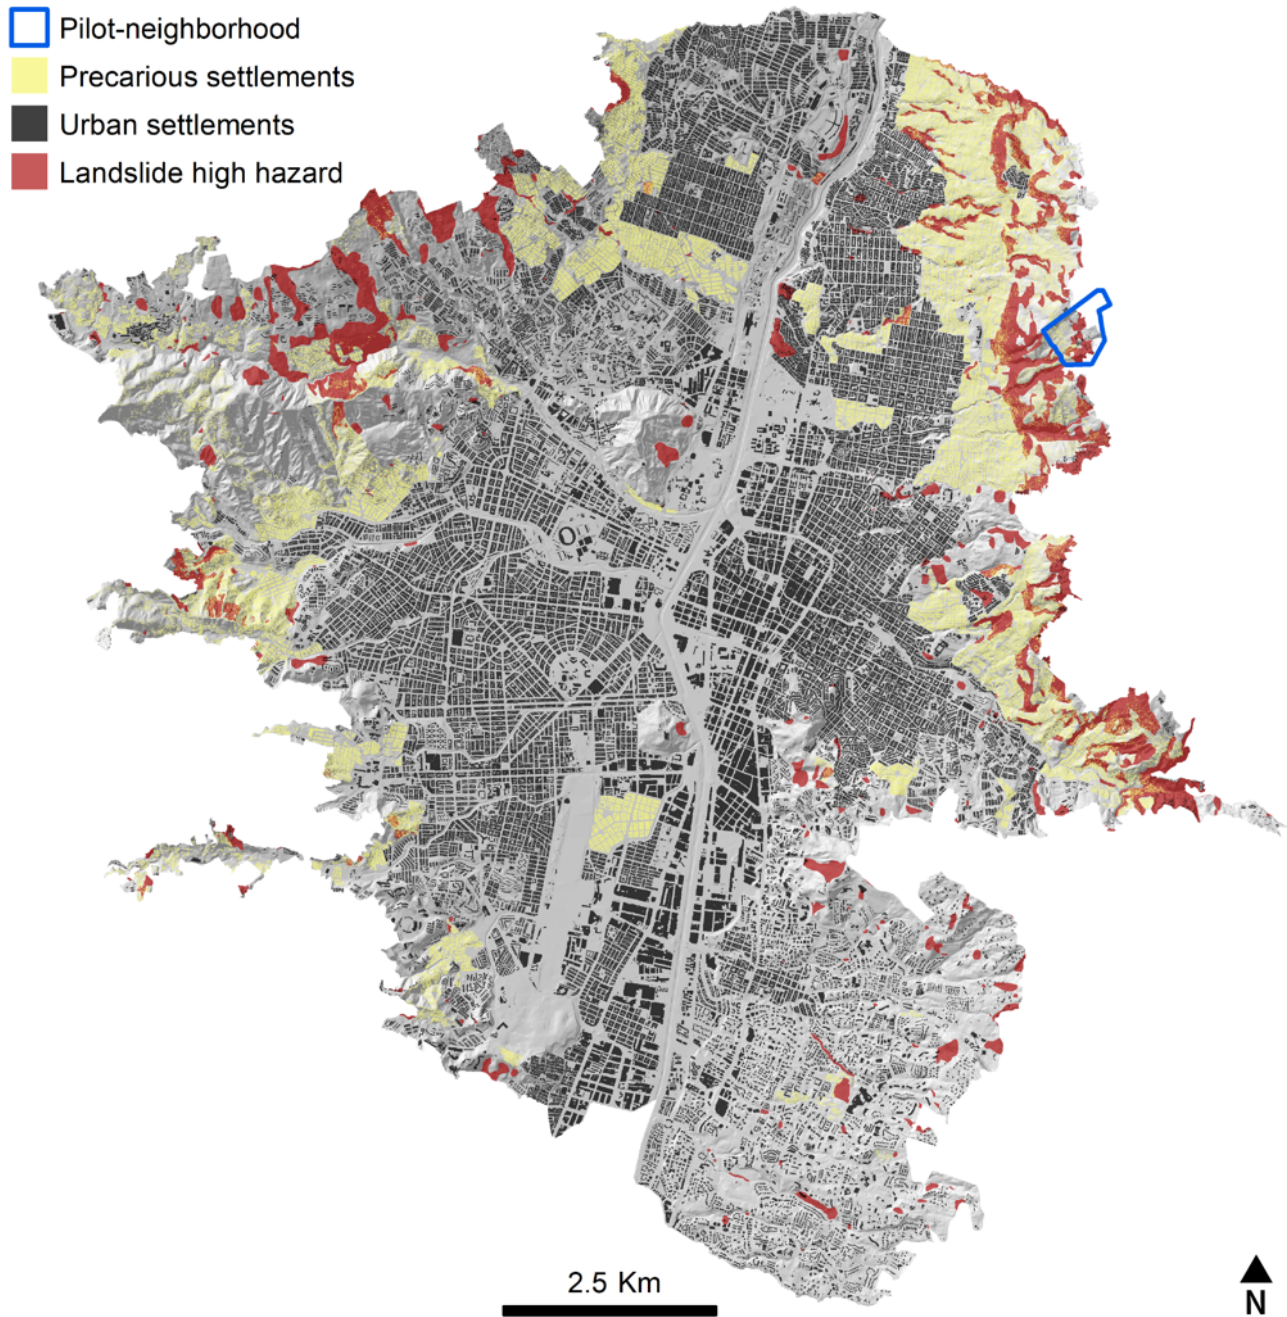 Pilot-neighborhood
Precarious settlements
Urban settlements
Landslide high hazard
2.5 Km
N